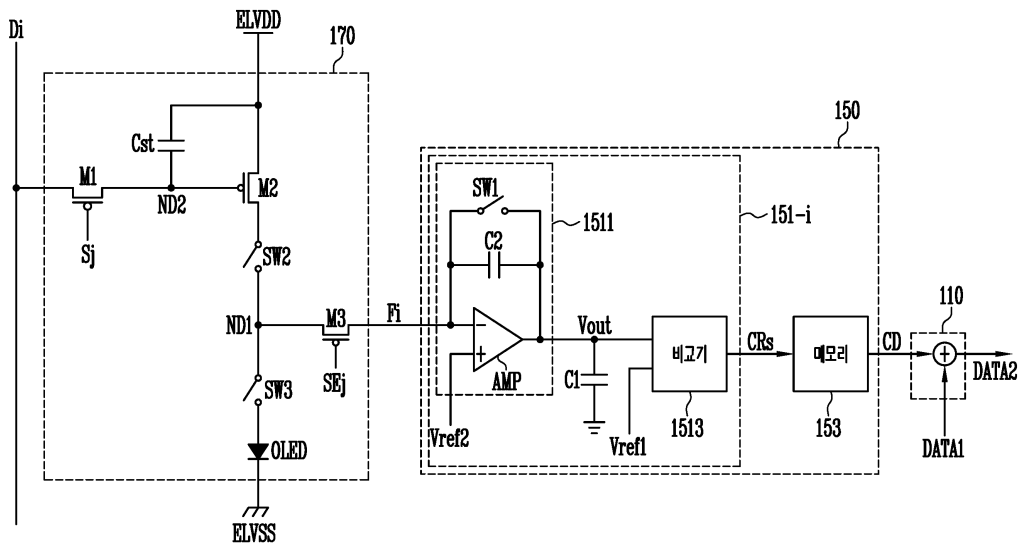 Di
ELVDD
170
Cst
M1
ND2
M2
Sj
SW2
ND1
M3
Fi
SEj
SW3
OLED
ELVSS
150
151-i
1511
SW1
C2
−
+
AMP
Vref2
Vout
C1
비교기
Vref1
1513
CRs
메모리
153
CD
110
+
DATA2
DATA1